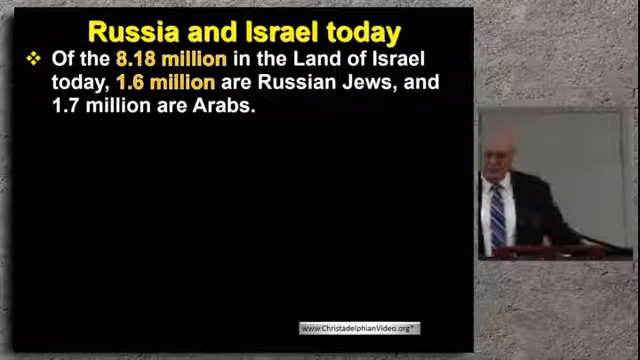 Russia and Israel today
Of the 8.18 million in the Land of Israel
today, 1.6 million are Russian Jews, and
1.7 million are Arabs.
www.ChristadelphianVideo.org